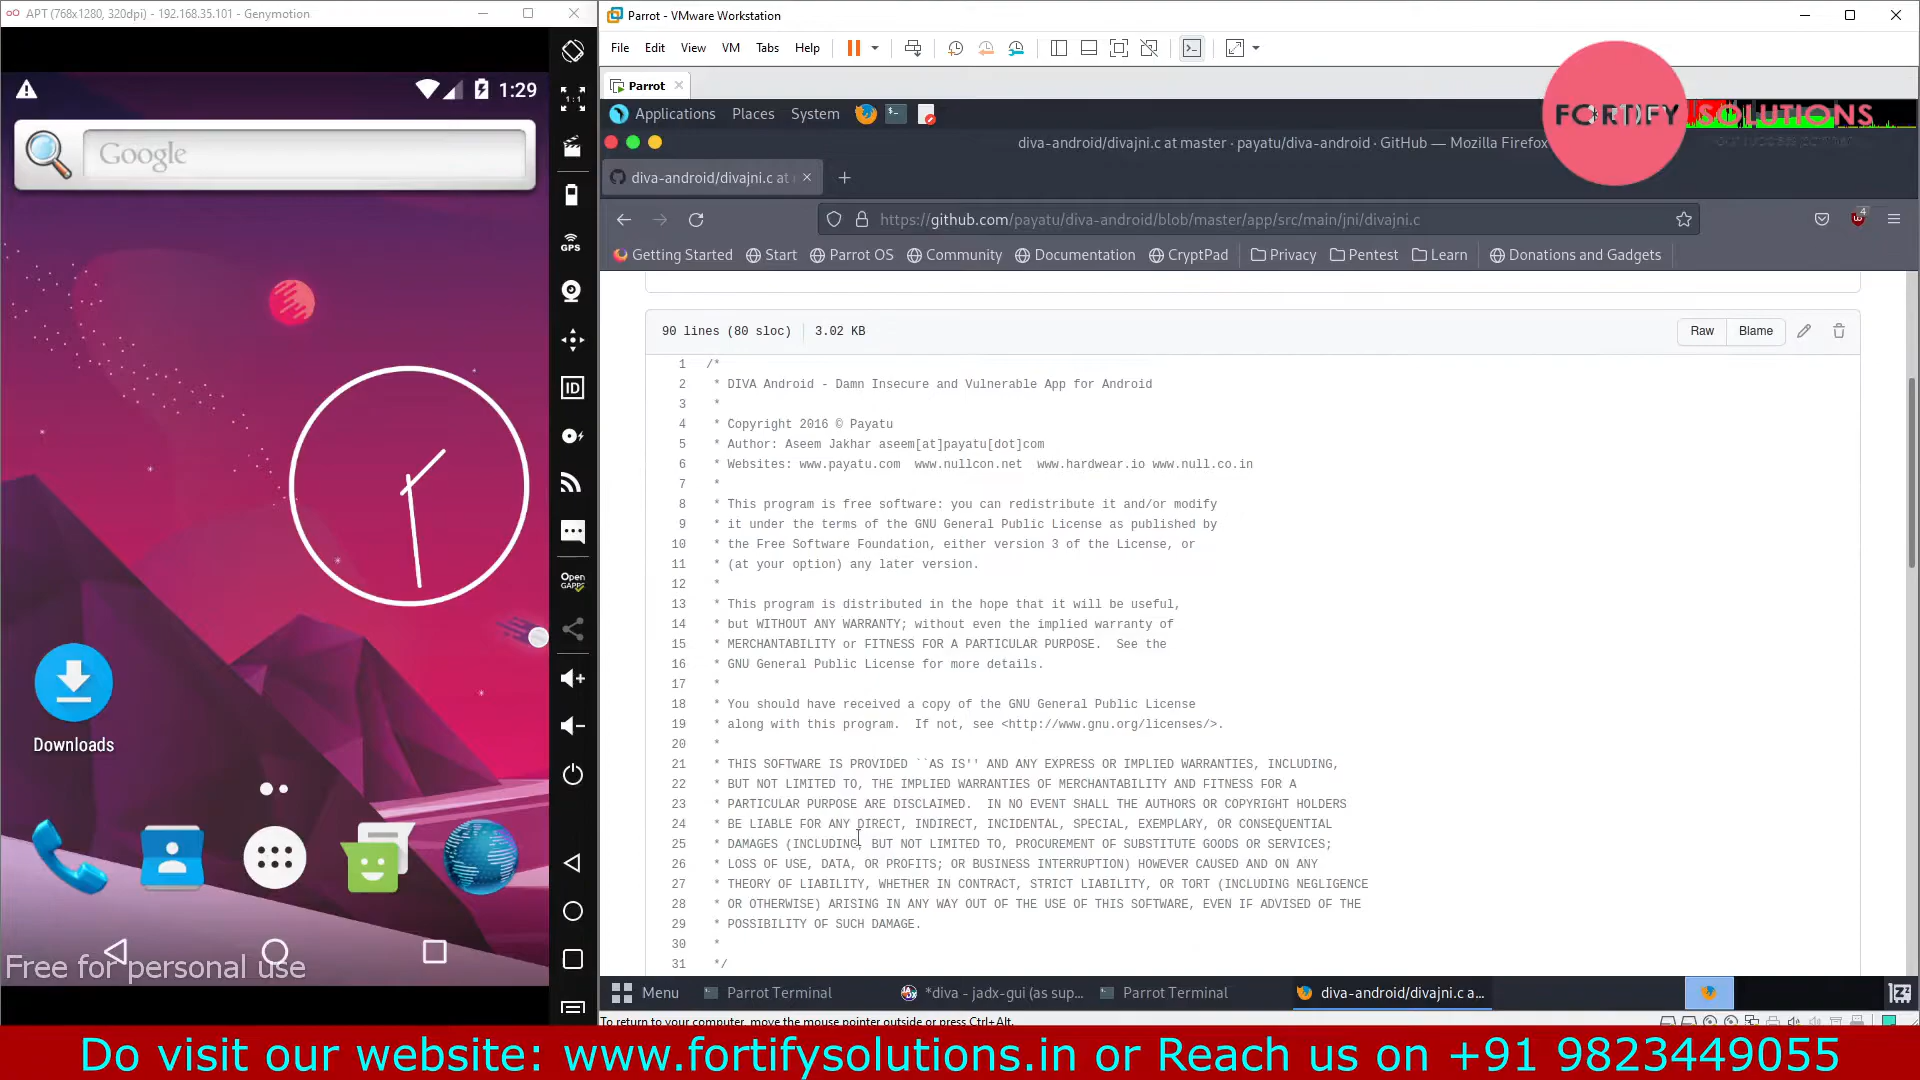 APT (768x1280, 320dpi) - 192.168.35.101 - Genymotion
1:29
Google
Downloads
Free for personal use
1:1
GPS
ID
Open
GAPPS
Parrot - VMware Workstation
File Edit View VM Tabs Help
Parrot
Applications Places System
FORTIFY SOLUTIONS
diva-android/divajni.c at master · payatu/diva-android · GitHub — Mozilla Firefox
diva-android/divajni.c at
https://github.com/payatu/diva-android/blob/master/app/src/main/jni/divajni.c
4
Getting Started Start Parrot OS Community Documentation CryptPad Privacy Pentest Learn Donations and Gadgets
90 lines (80 sloc) 3.02 KB Raw Blame
1 /*
2 * DIVA Android - Damn Insecure and Vulnerable App for Android
3 *
4 * Copyright 2016 © Payatu
5 * Author: Aseem Jakhar aseem[at]payatu[dot]com
6 * Websites: www.payatu.com www.nullcon.net www.hardwear.io www.null.co.in
7 *
8 * This program is free software: you can redistribute it and/or modify
9 * it under the terms of the GNU General Public License as published by
10 * the Free Software Foundation, either version 3 of the License, or
11 * (at your option) any later version.
12 *
13 * This program is distributed in the hope that it will be useful,
14 * but WITHOUT ANY WARRANTY; without even the implied warranty of
15 * MERCHANTABILITY or FITNESS FOR A PARTICULAR PURPOSE. See the
16 * GNU General Public License for more details.
17 *
18 * You should have received a copy of the GNU General Public License
19 * along with this program. If not, see <http://www.gnu.org/licenses/>.
20 *
21 * THIS SOFTWARE IS PROVIDED ``AS IS'' AND ANY EXPRESS OR IMPLIED WARRANTIES, INCLUDING,
22 * BUT NOT LIMITED TO, THE IMPLIED WARRANTIES OF MERCHANTABILITY AND FITNESS FOR A
23 * PARTICULAR PURPOSE ARE DISCLAIMED. IN NO EVENT SHALL THE AUTHORS OR COPYRIGHT HOLDERS
24 * BE LIABLE FOR ANY DIRECT, INDIRECT, INCIDENTAL, SPECIAL, EXEMPLARY, OR CONSEQUENTIAL
25 * DAMAGES (INCLUDING, BUT NOT LIMITED TO, PROCUREMENT OF SUBSTITUTE GOODS OR SERVICES;
26 * LOSS OF USE, DATA, OR PROFITS; OR BUSINESS INTERRUPTION) HOWEVER CAUSED AND ON ANY
27 * THEORY OF LIABILITY, WHETHER IN CONTRACT, STRICT LIABILITY, OR TORT (INCLUDING NEGLIGENCE
28 * OR OTHERWISE) ARISING IN ANY WAY OUT OF THE USE OF THIS SOFTWARE, EVEN IF ADVISED OF THE
29 * POSSIBILITY OF SUCH DAMAGE.
30 *
31 */
Menu Parrot Terminal *diva - jadx-gui (as sup... Parrot Terminal diva-android/divajni.c a...
To return to your computer, move the mouse pointer outside or press Ctrl+Alt.
Do visit our website: www.fortifysolutions.in or Reach us on +91 9823449055